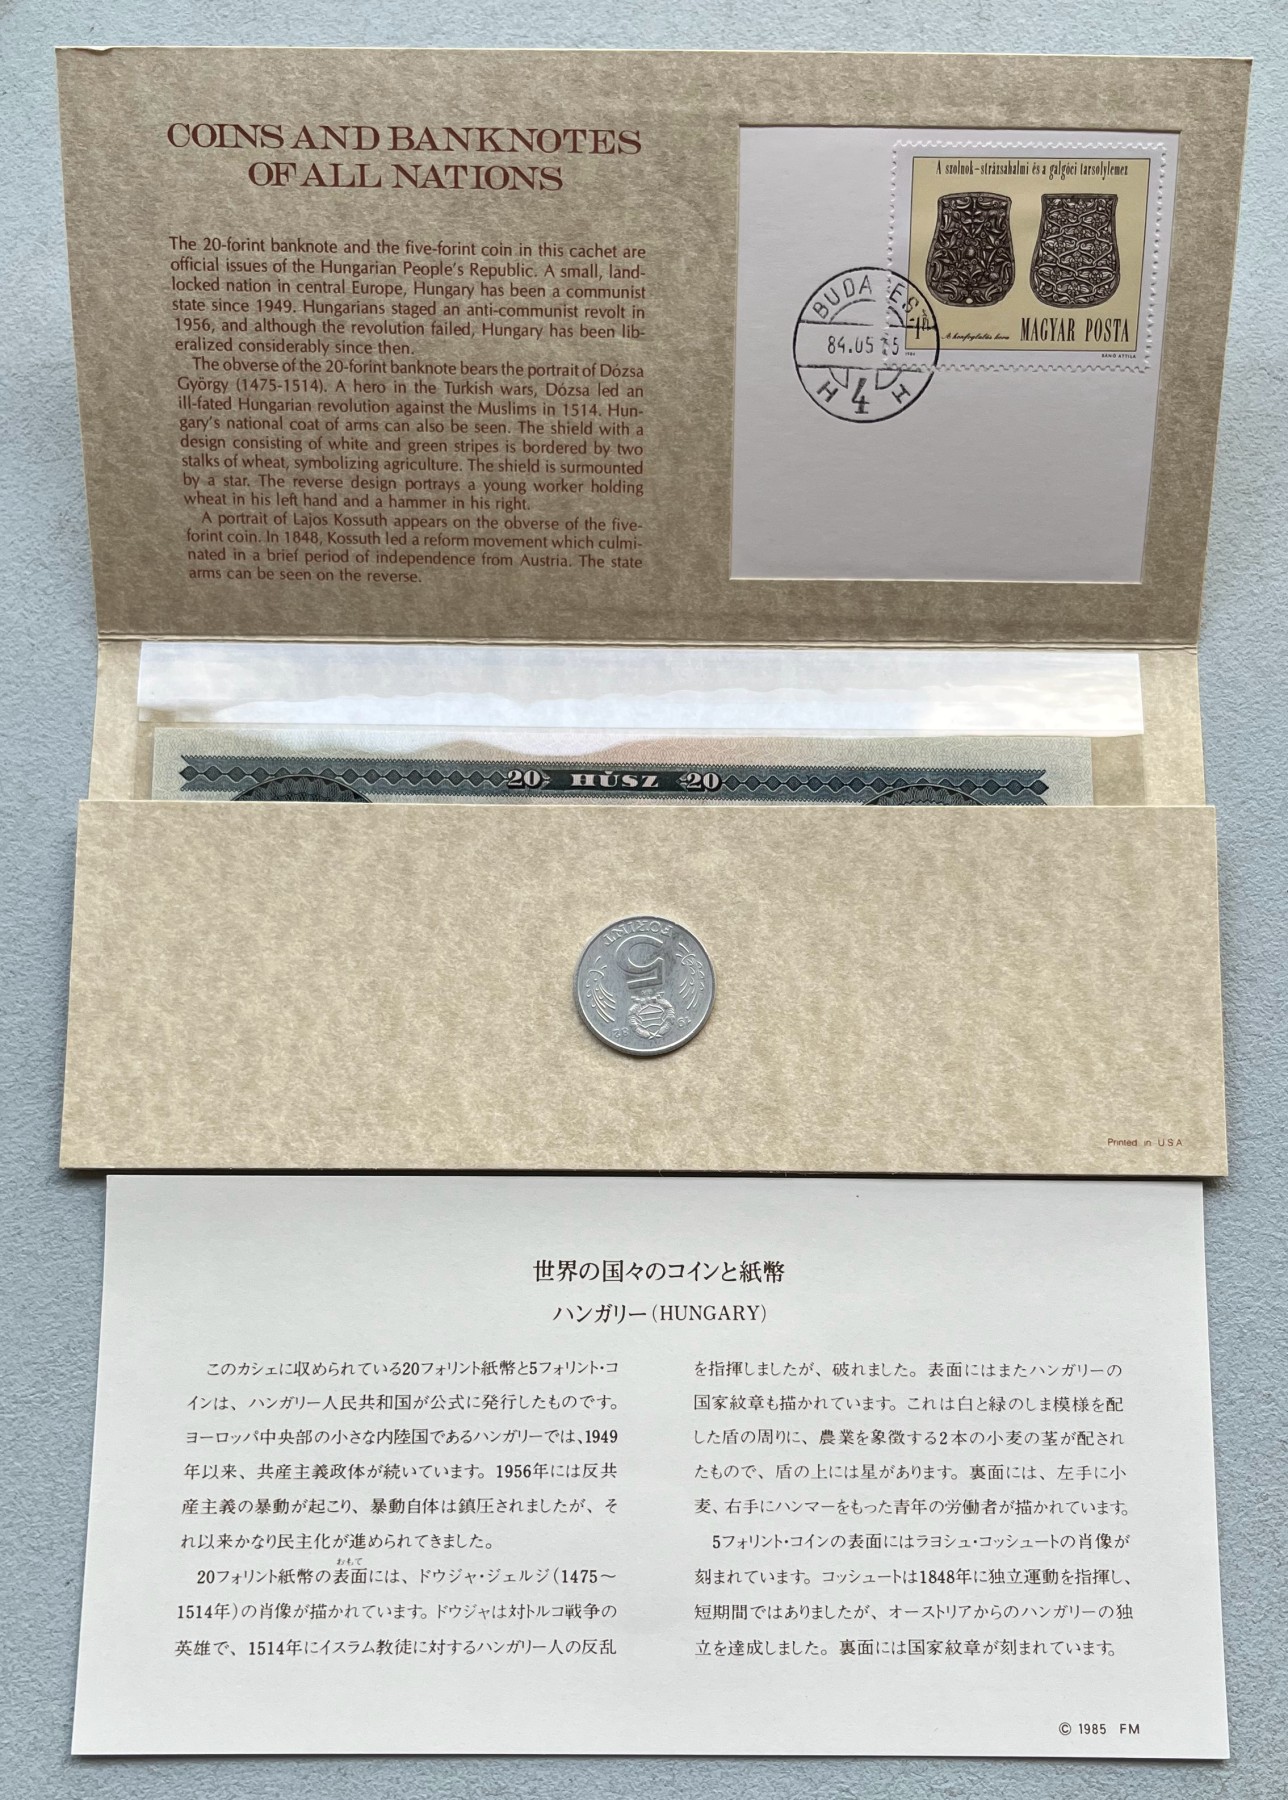 COINS AND BANKNOTES
OF ALL NATIONS
The 20-forint banknote and the five-forint coin in this cachet are
official issues of the Hungarian People's Republic. A small, land-
locked nation in central Europe, Hungary has been a communist
state since 1949. Hungarians staged an anti-communist revolt in
1956, and although the revolution failed, Hungary has been lib-
eralized considerably since then.
The obverse of the 20-forint banknote bears the portrait of Dózsa
György (1475-1514). A hero in the Turkish wars, Dózsa led an
ill-fated Hungarian revolution against the Muslims in 1514. Hun-
gary's national coat of arms can also be seen. The shield with a
design consisting of white and green stripes is bordered by two
stalks of wheat, symbolizing agriculture. The shield is surmounted
by a star. The reverse design portrays a young worker holding
wheat in his left hand and a hammer in his right.
A portrait of Lajos Kossuth appears on the obverse of the five-
forint coin. In 1848, Kossuth led a reform movement which culmi-
nated in a brief period of independence from Austria. The state
arms can be seen on the reverse.
A szolnok-strázsahalmi és a galgóci tarsolylemez
A honfoglalás kora
MAGYAR POSTA
1984
BÁNÓ ATTILA
BUDA EST
84.05
H 4 H
20 HÚSZ 20
FORINT
5
Printed in U.S.A
世界の国々のコインと紙幣
ハンガリー(HUNGARY)
このカシェに収められている20フォリント紙幣と5フォリント・コ
インは、ハンガリー人民共和国が公式に発行したものです。
ヨーロッパ中央部の小さな内陸国であるハンガリーでは、1949
年以来、共産主義政体が続いています。1956年には反共
産主義の暴動が起こり、暴動自体は鎮圧されましたが、そ
れ以来かなり民主化が進められてきました。
おもて
20フォリント紙幣の表面には、ドウジャ・ジェルジ(1475〜
1514年)の肖像が描かれています。ドウジャは対トルコ戦争の
英雄で、1514年にイスラム教徒に対するハンガリー人の反乱
を指揮しましたが、破れました。表面にはまたハンガリーの
国家紋章も描かれています。これは白と緑のしま模様を配
した盾の周りに、農業を象徴する2本の小麦の茎が配され
たもので、盾の上には星があります。裏面には、左手に小
麦、右手にハンマーをもった青年の労働者が描かれています。
5フォリント・コインの表面にはラヨシュ・コッシュートの肖像が
刻まれています。コッシュートは1848年に独立運動を指揮し、
短期間ではありましたが、オーストリアからのハンガリーの独
立を達成しました。裏面には国家紋章が刻まれています。
© 1985 FM